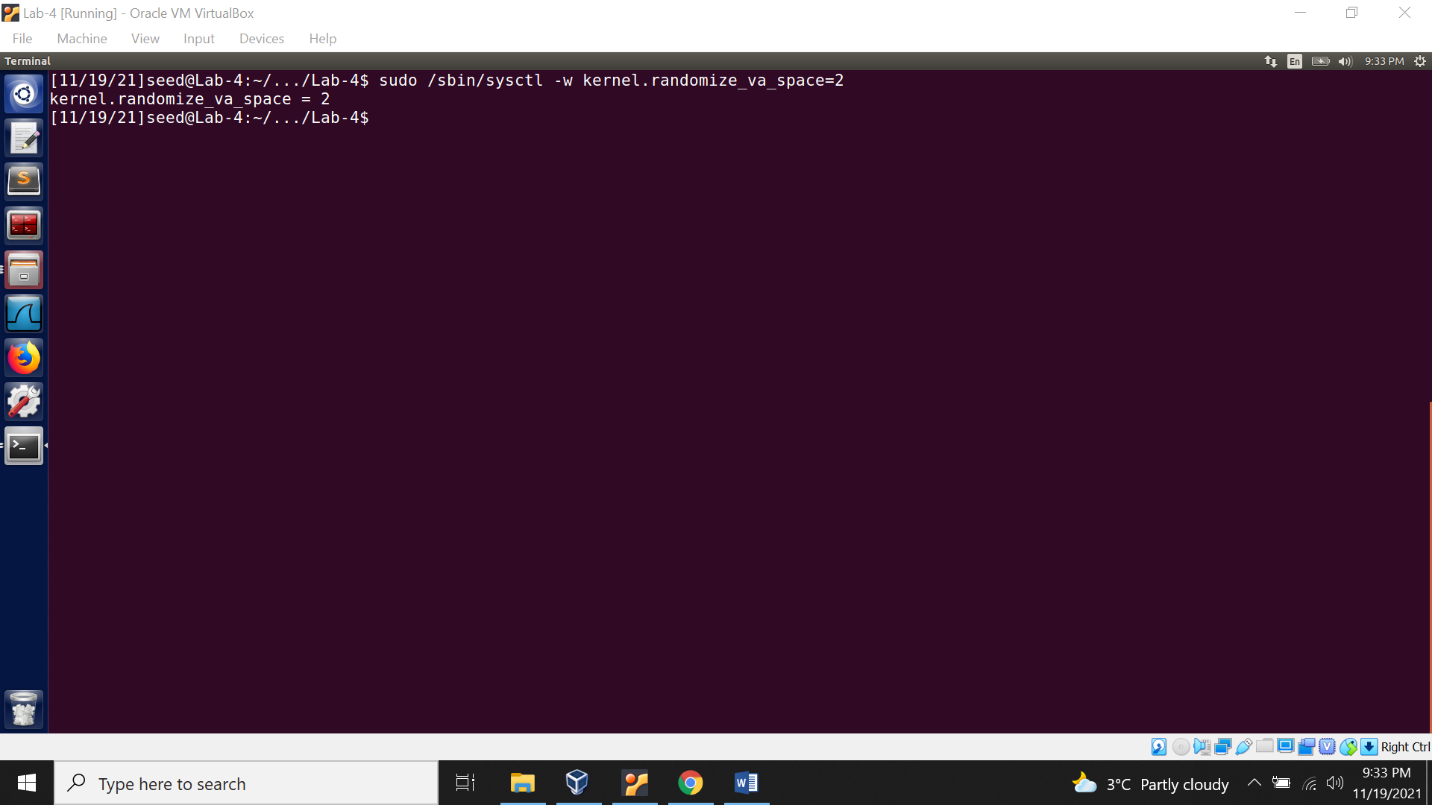 Lab-4 [Running] - Oracle VM VirtualBox
File Machine View Input Devices Help
Terminal En 9:33 PM
[11/19/21]seed@Lab-4:~/.../Lab-4$ sudo /sbin/sysctl -w kernel.randomize_va_space=2
kernel.randomize_va_space = 2
[11/19/21]seed@Lab-4:~/.../Lab-4$
Right Ctrl
Type here to search
3°C Partly cloudy
9:33 PM
11/19/2021